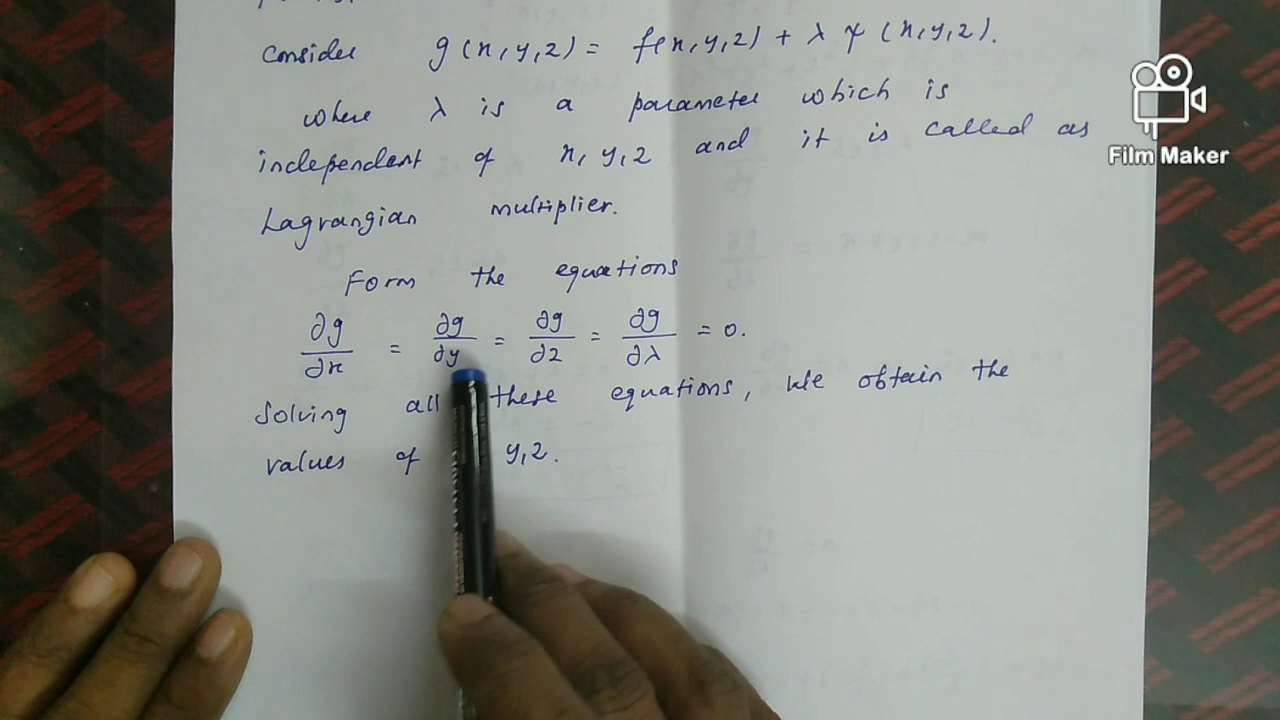 Consider g(x,y,z) = f(x,y,z) + λ ψ (x,y,z).
where λ is a parameter which is
independent of x, y, z and it is called as
Lagrangian multiplier.
Form the equations
∂g/∂x = ∂g/∂y = ∂g/∂z = ∂g/∂λ = 0.
Solving all these equations, we obtain the
values of y,z.
Film Maker